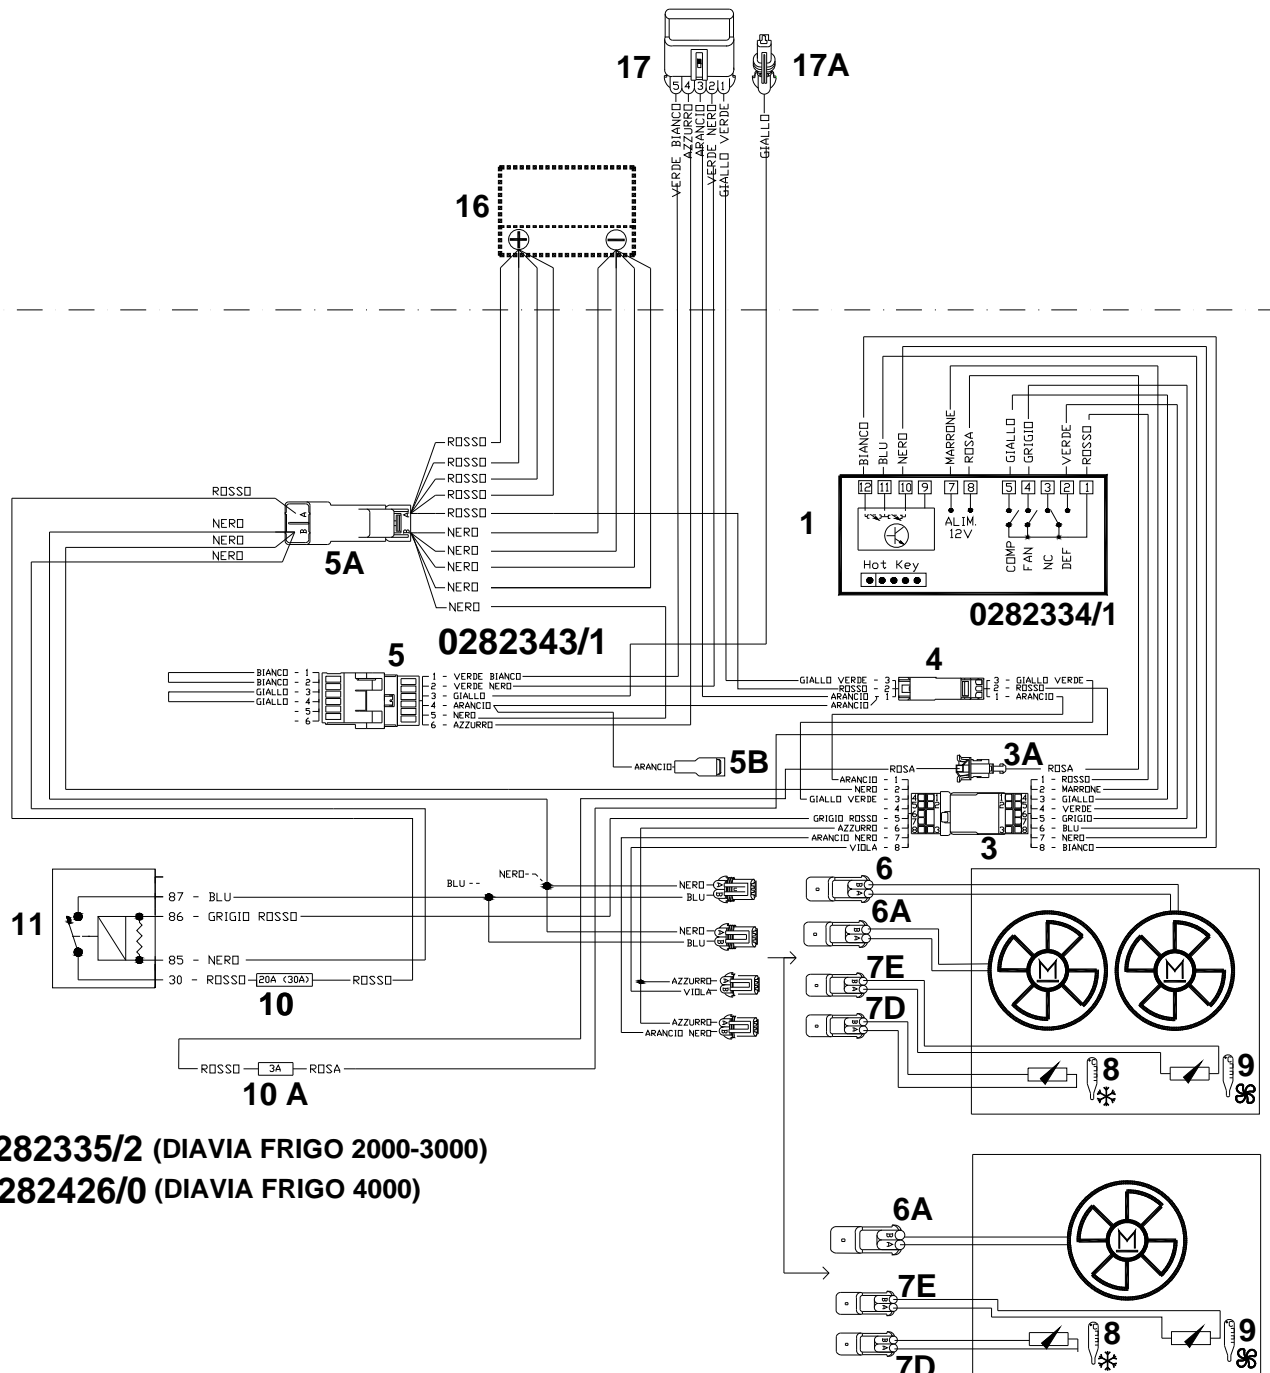 17
17A
5 4 3 2 1
VERDE BIANCO
AZZURRO
ARANCIO
VERDE NERO
GIALLO VERDE
GIALLO
16
+ −
ROSSO
ROSSO
ROSSO
ROSSO
ROSSO
NERO
NERO
NERO
NERO
NERO
ROSSO
NERO
NERO
NERO
A
B
A
B
5A
BIANCO
BLU
NERO
MARRONE
ROSA
GIALLO
GRIGIO
VERDE
ROSSO
12 11 10 9 7 8 5 4 3 2 1
1
ALIM.
12V
COMP
FAN
NC
DEF
Hot Key
0282334/1
0282343/1
5
BIANCO - 1
BIANCO - 2
GIALLO - 3
GIALLO - 4
- 5
- 6
1 - VERDE BIANCO
2 - VERDE NERO
3 - GIALLO
4 - ARANCIO
5 - NERO
6 - AZZURRO
4
GIALLO VERDE - 3
ROSSO - 2
ARANCIO - 1
ARANCIO
3 - GIALLO VERDE
2 - ROSSO
1 - ARANCIO
ARANCIO
5B
3A
ROSA
ROSA
ARANCIO - 1
NERO - 2
GIALLO VERDE - 3
- 4
GRIGIO ROSSO - 5
AZZURRO - 6
ARANCIO NERO - 7
VIOLA - 8
1 - ROSSO
2 - MARRONE
3 - GIALLO
4 - VERDE
5 - GRIGIO
6 - BLU
7 - NERO
8 - BIANCO
3
11
87 - BLU
86 - GRIGIO ROSSO
85 - NERO
30 - ROSSO
20A (30A)
ROSSO
10
BLU --
NERO--
NERO
BLU
NERO
BLU
AZZURRO
VIOLA
AZZURRO
ARANCIO NERO
A B
A B
A B
A B
6
6A
7E
7D
B A
B A
B A
B A
M
M
8
9
ROSSO
3A
ROSA
10 A
282335/2 (DIAVIA FRIGO 2000-3000)
282426/0 (DIAVIA FRIGO 4000)
6A
7E
7D
B A
B A
B A
M
8
9